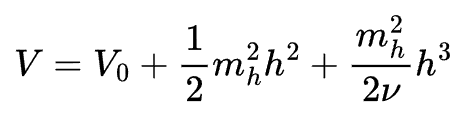 V = V_0 + \frac{1}{2} m_h^2 h^2 + \frac{m_h^2}{2\nu} h^3